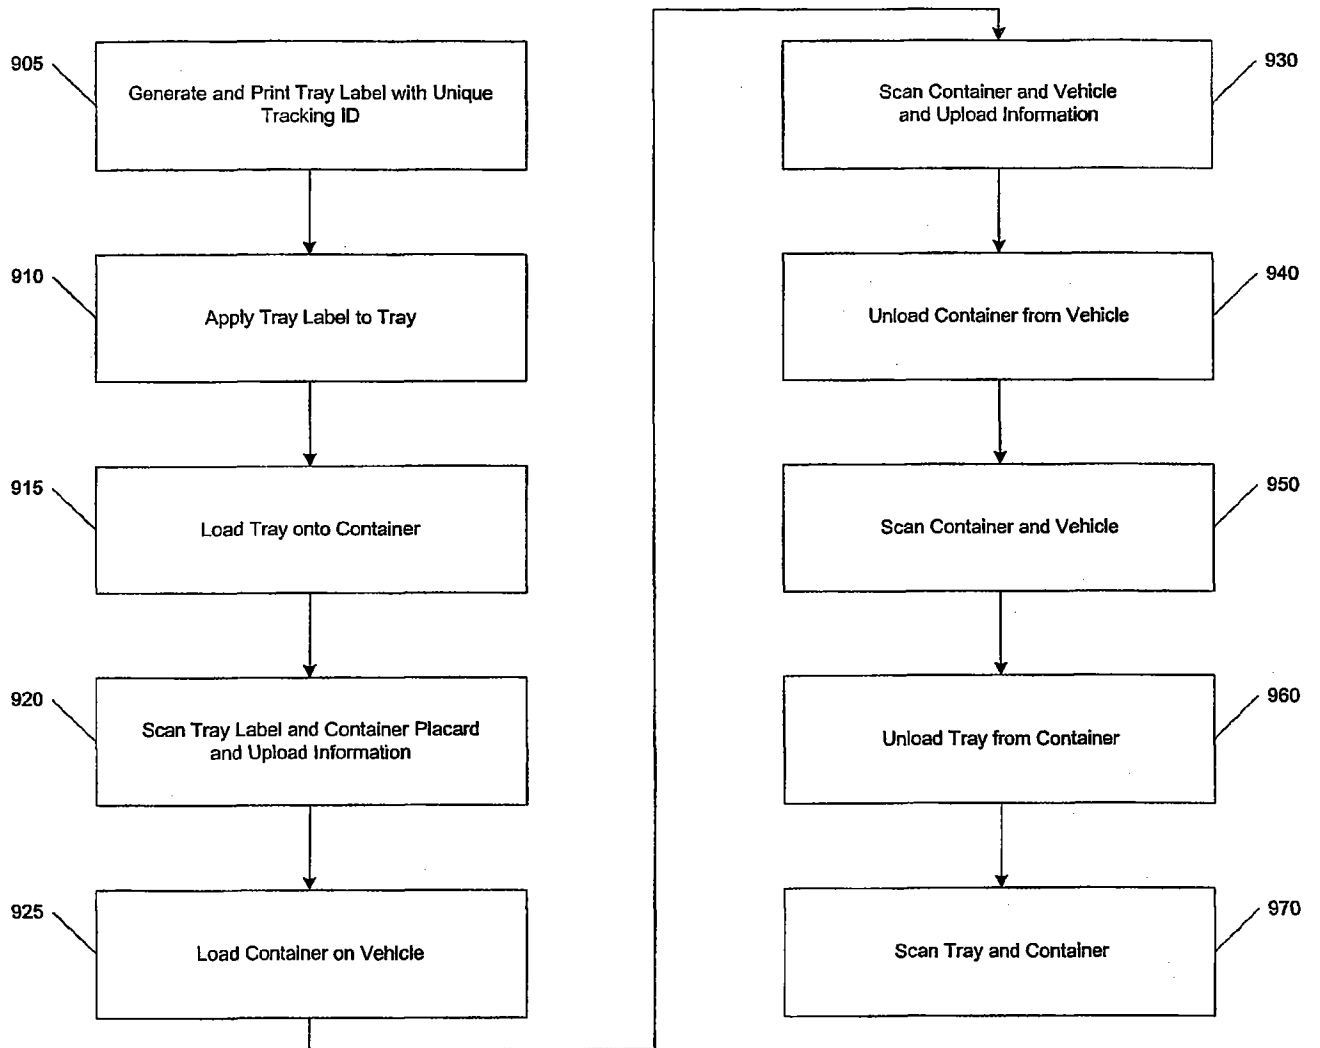 905
Generate and Print Tray Label with Unique
Tracking ID
910
Apply Tray Label to Tray
915
Load Tray onto Container
920
Scan Tray Label and Container Placard
and Upload Information
925
Load Container on Vehicle
930
Scan Container and Vehicle
and Upload Information
940
Unload Container from Vehicle
950
Scan Container and Vehicle
960
Unload Tray from Container
970
Scan Tray and Container